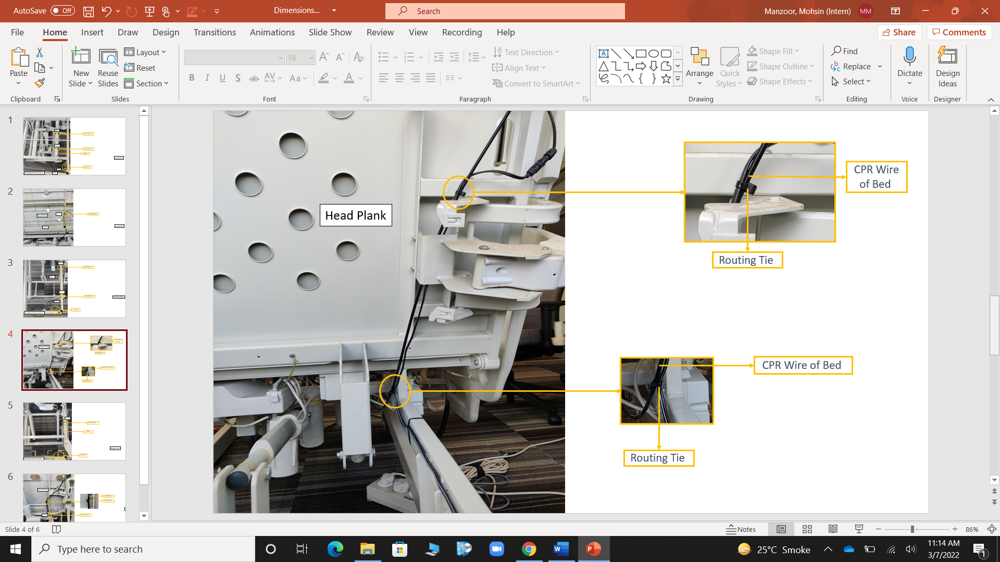 AutoSave Off
Dimensions...
Search
Manzoor, Mohsin (Intern) MM
File Home Insert Draw Design Transitions Animations Slide Show Review View Recording Help
Share Comments
Paste
Clipboard
New Slide
Reuse Slides
Layout
Reset
Section
Slides
18
B I U S ab AV Aa A
Font
Text Direction
Align Text
Convert to SmartArt
Paragraph
Arrange
Quick Styles
Shape Fill
Shape Outline
Shape Effects
Drawing
Find
Replace
Select
Editing
Dictate
Voice
Design Ideas
Designer
1
2
3
4
5
6
Head Plank
CPR Wire
of Bed
Routing Tie
CPR Wire of Bed
Routing Tie
Slide 4 of 6
Notes
86%
Type here to search
25°C Smoke
11:14 AM
3/7/2022
1